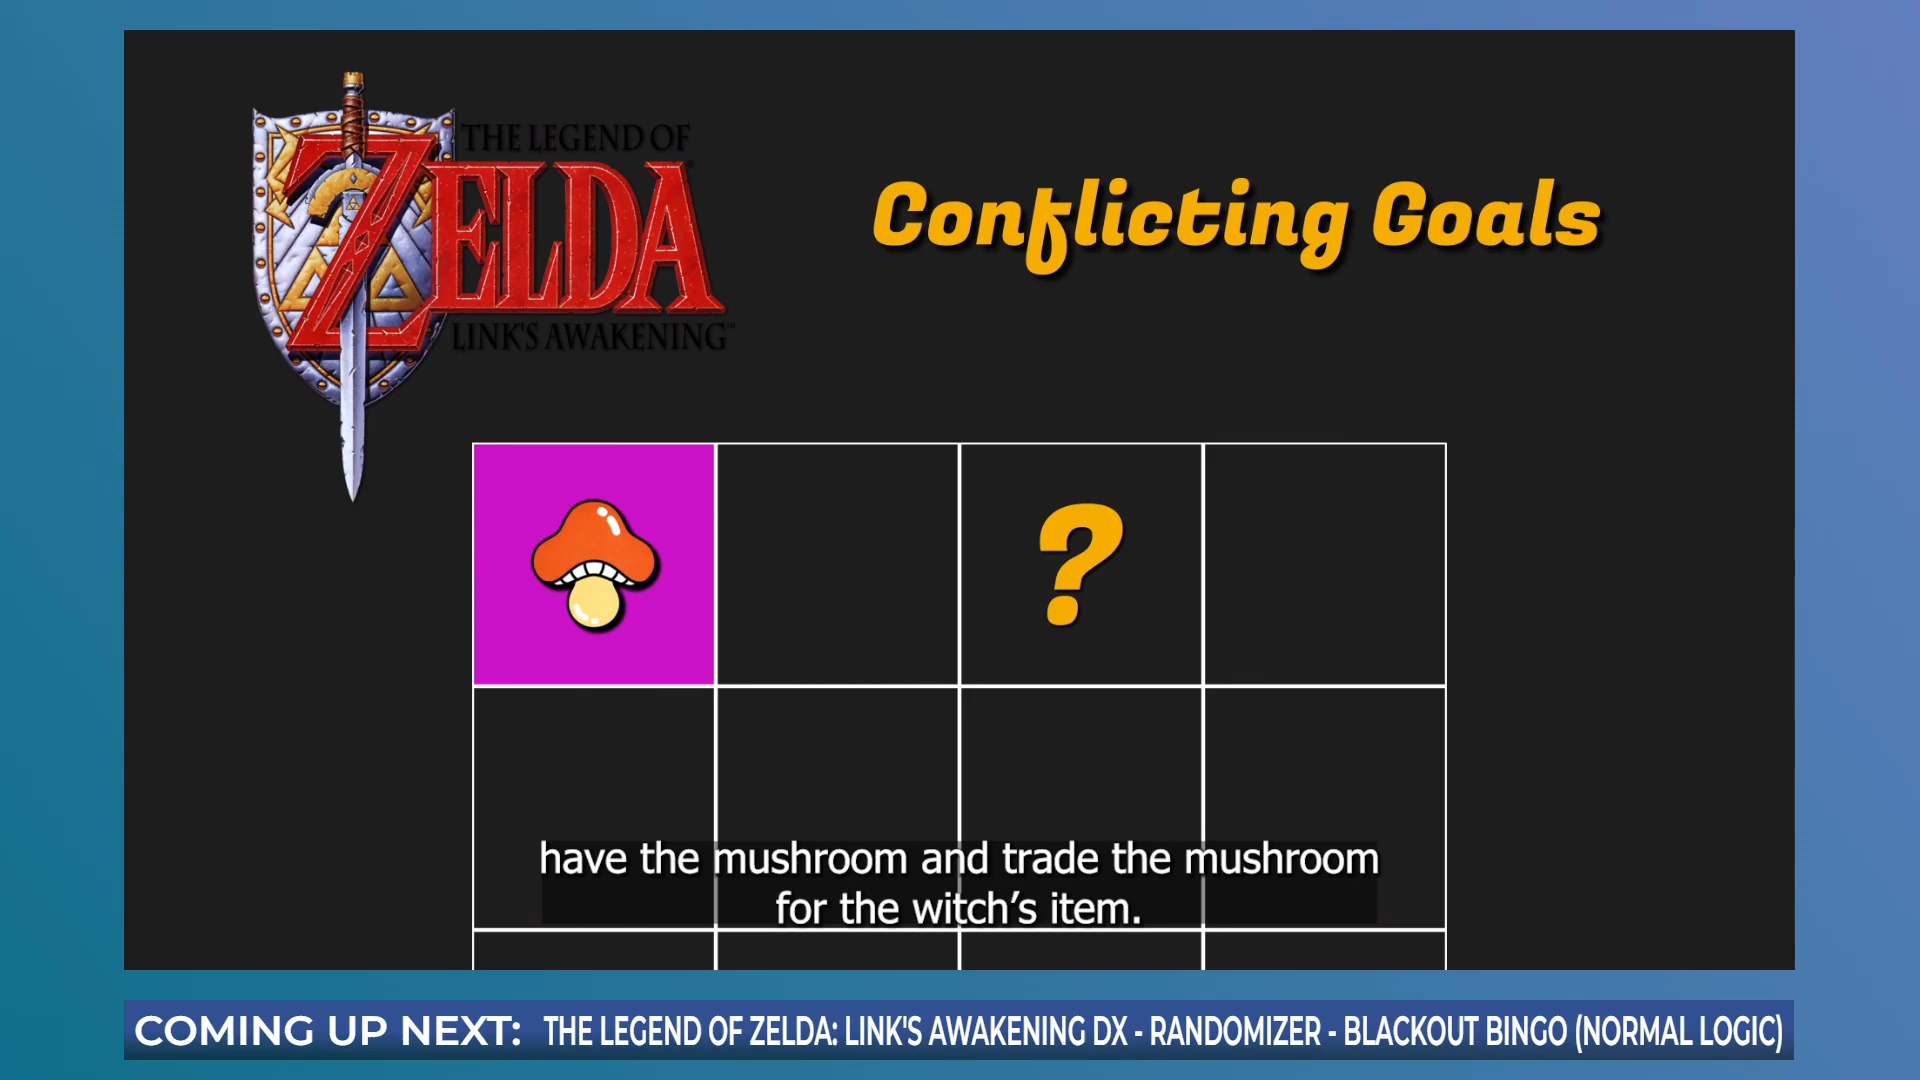 THE LEGEND OF
ZELDA
LINK'S AWAKENING™
Conflicting Goals
?
have the mushroom and trade the mushroom
for the witch’s item.
COMING UP NEXT: THE LEGEND OF ZELDA: LINK'S AWAKENING DX - RANDOMIZER - BLACKOUT BINGO (NORMAL LOGIC)